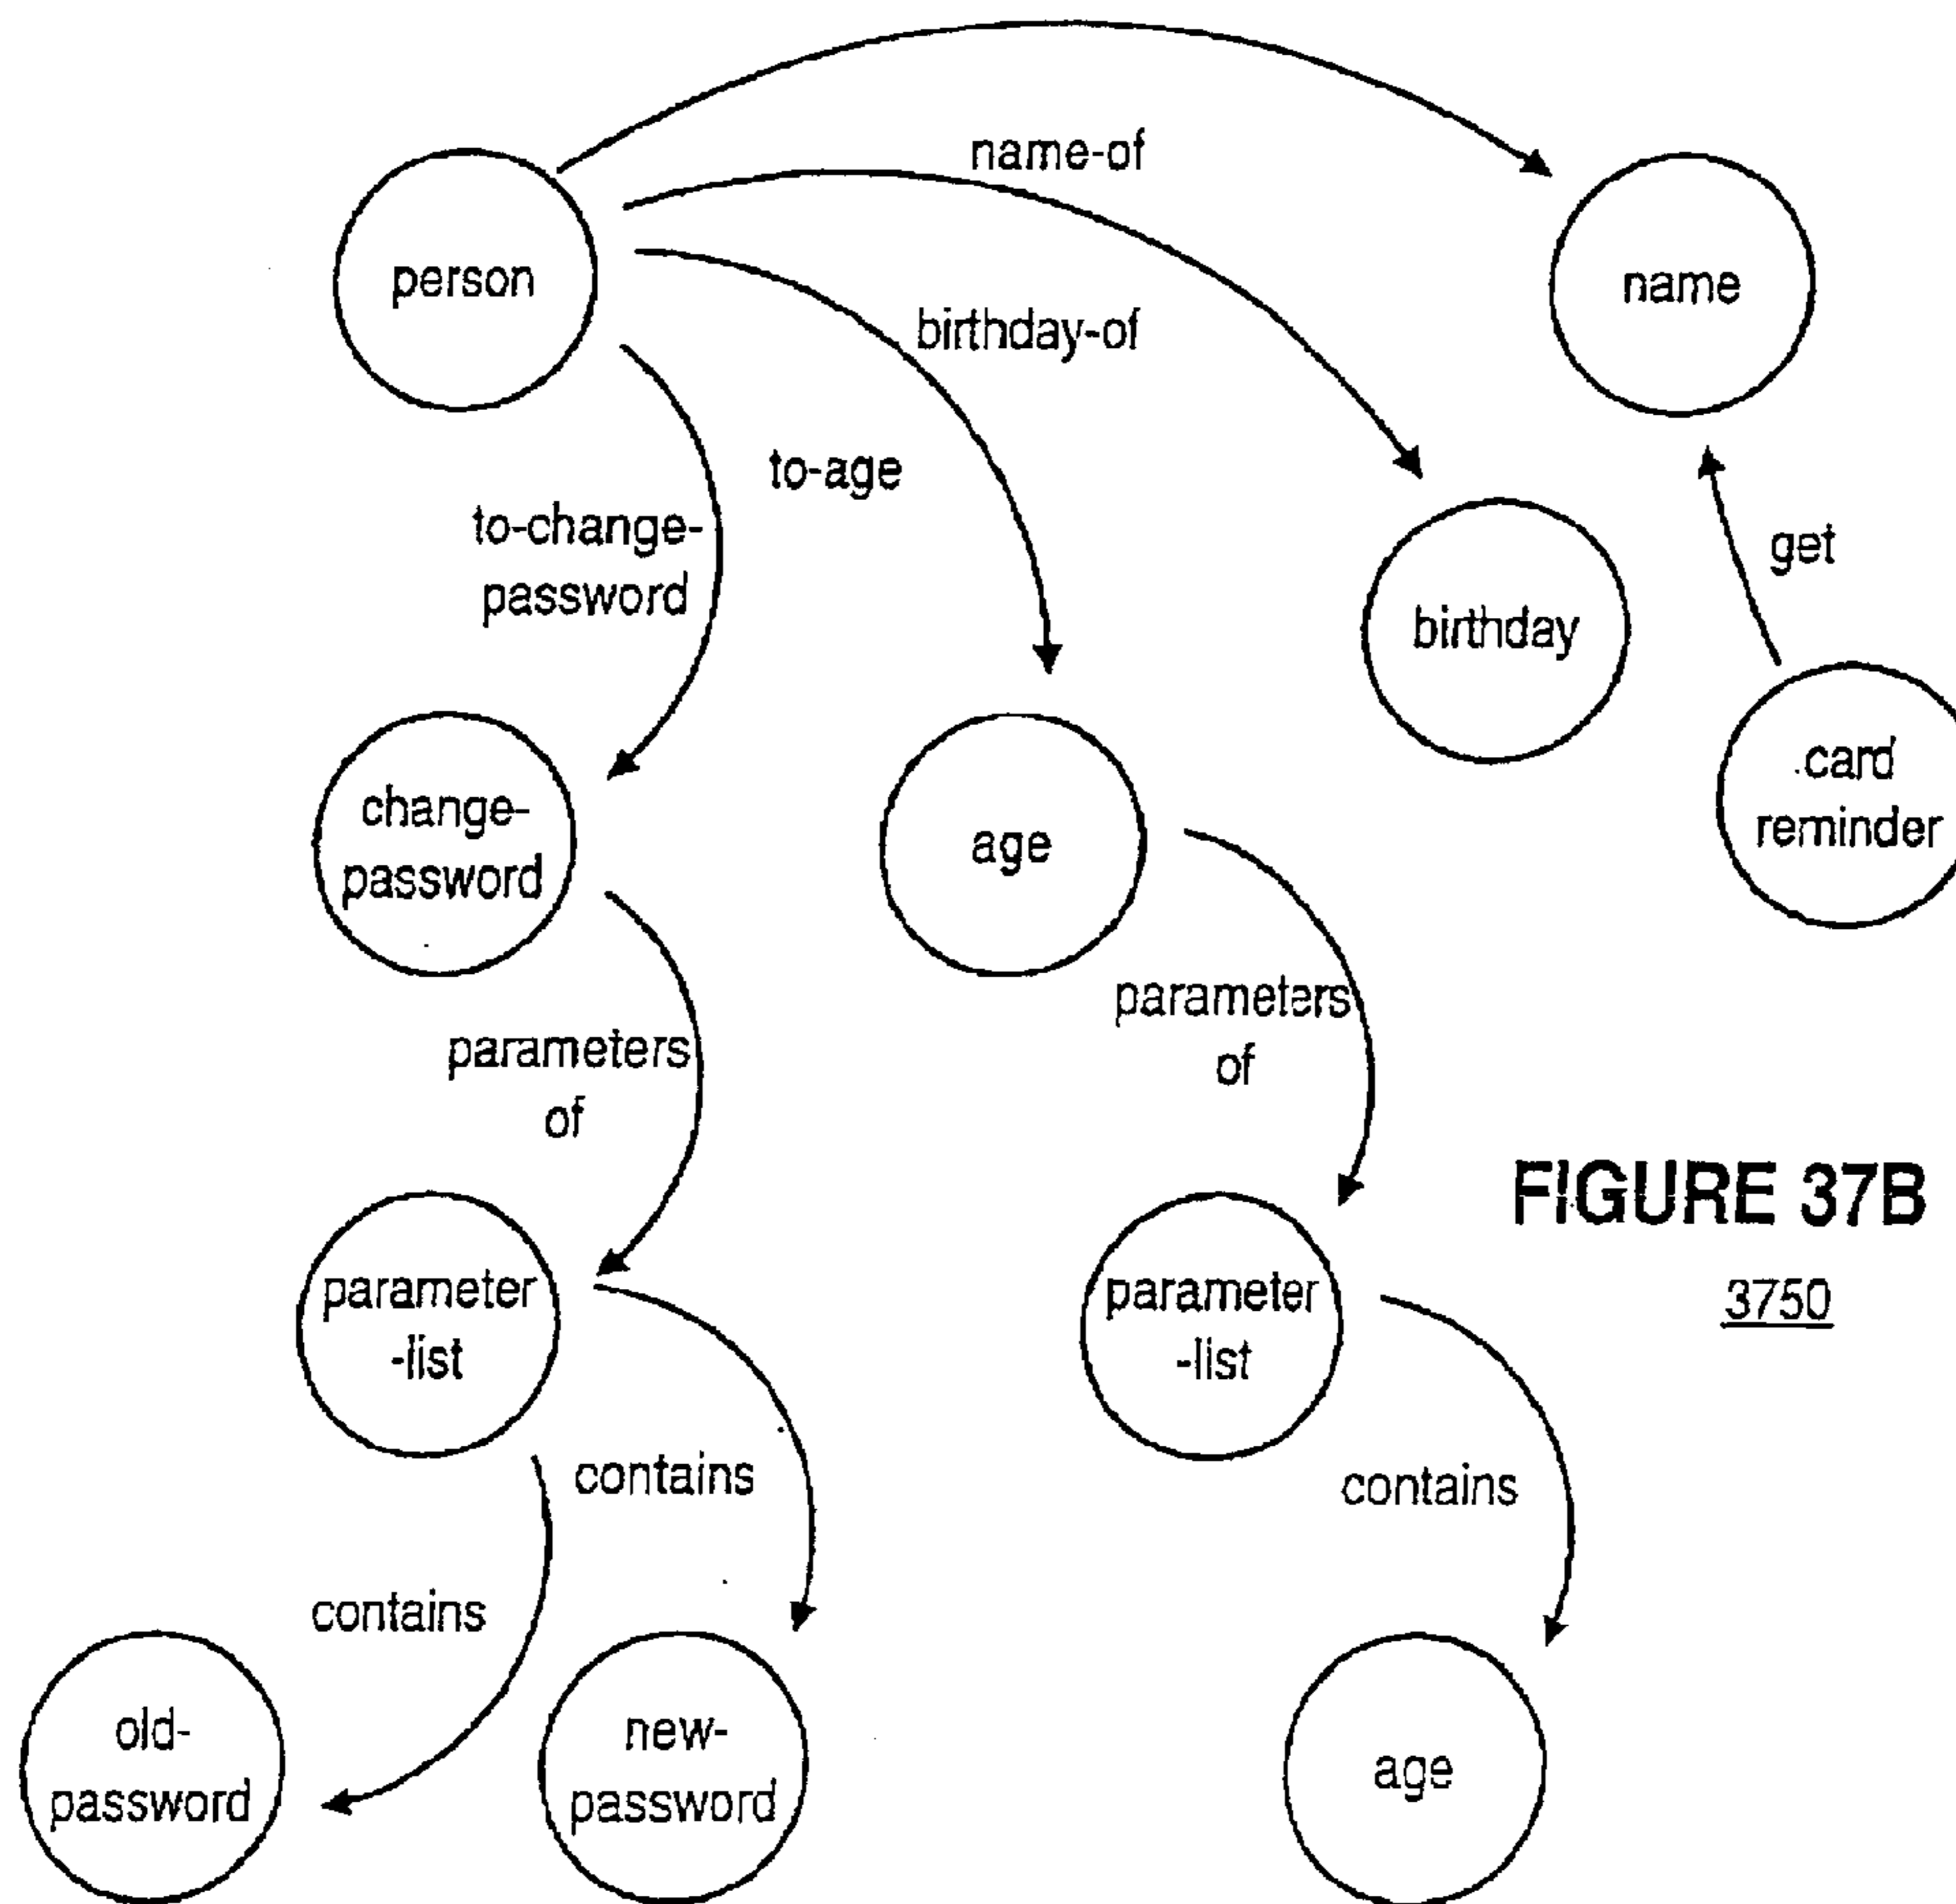 name-of
person
name
birthday-of
to-age
to-change-
password
get
birthday
card
reminder
change-
password
age
parameters
of
parameters
of
FIGURE 37B
3750
parameter
-list
parameter
-list
contains
contains
contains
old-
password
new-
password
age